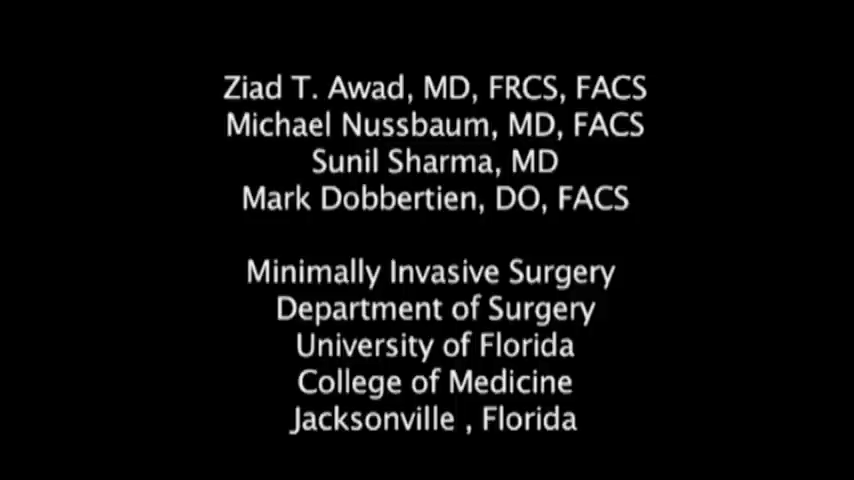 Ziad T. Awad, MD, FRCS, FACS
Michael Nussbaum, MD, FACS
Sunil Sharma, MD
Mark Dobbertien, DO, FACS
Minimally Invasive Surgery
Department of Surgery
University of Florida
College of Medicine
Jacksonville , Florida